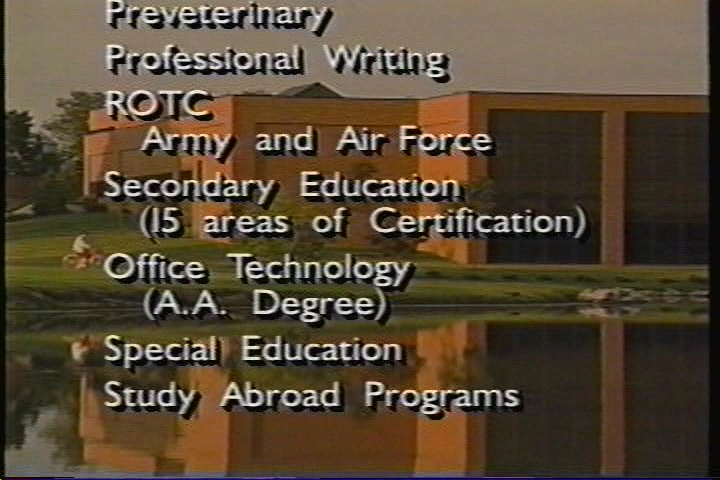 Preveterinary
Professional Writing
ROTC
Army and Air Force
Secondary Education
(15 areas of Certification)
Office Technology
(A.A. Degree)
Special Education
Study Abroad Programs